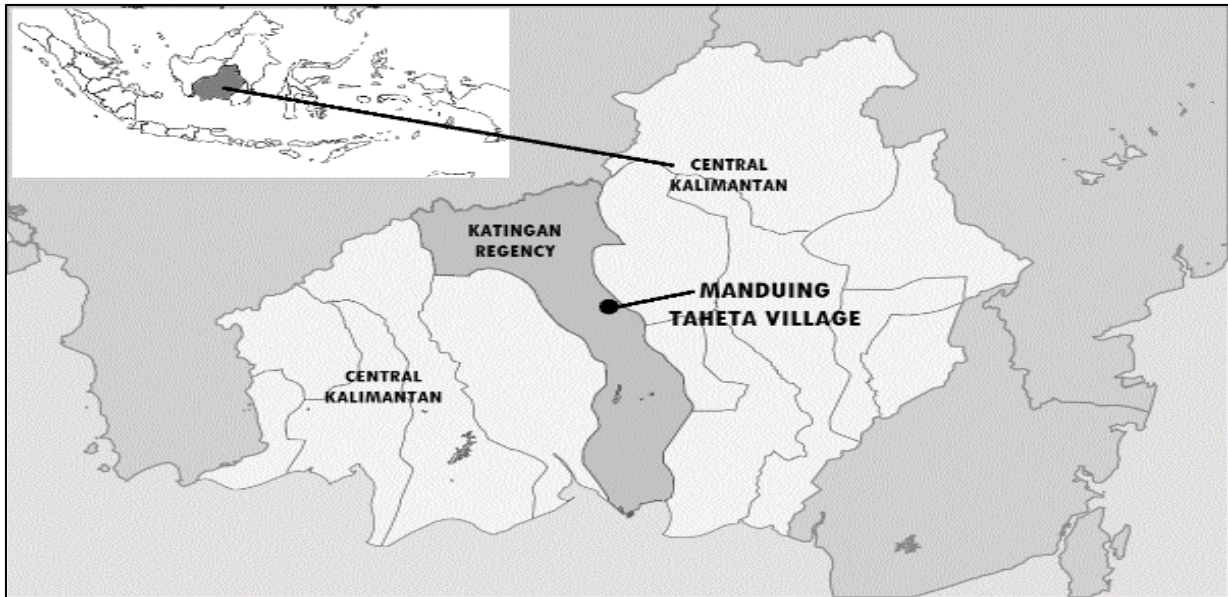 CENTRAL
KALIMANTAN
KATINGAN
REGENCY
MANDUING
TAHETA VILLAGE
CENTRAL
KALIMANTAN